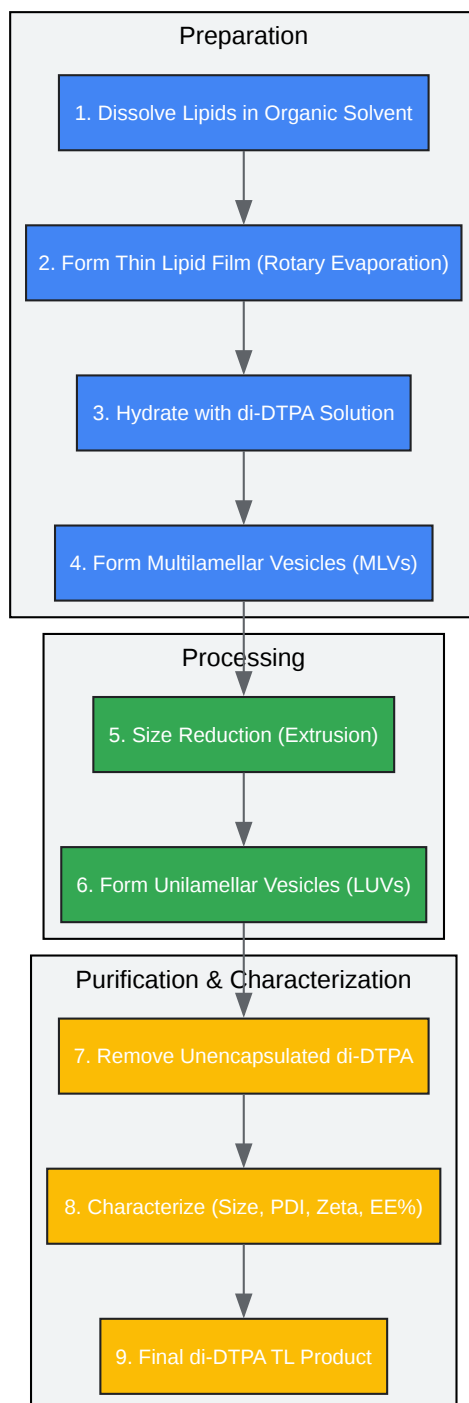 Preparation
1. Dissolve Lipids in Organic Solvent
2. Form Thin Lipid Film (Rotary Evaporation)
3. Hydrate with di-DTPA Solution
4. Form Multilamellar Vesicles (MLVs)
Processing
5. Size Reduction (Extrusion)
6. Form Unilamellar Vesicles (LUVs)
Purification & Characterization
7. Remove Unencapsulated di-DTPA
8. Characterize (Size, PDI, Zeta, EE%)
9. Final di-DTPA TL Product